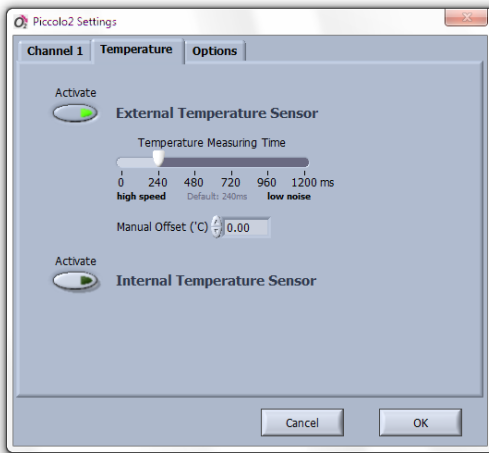 O2 Piccolo2 Settings
Channel 1 Temperature Options
Activate
External Temperature Sensor
Temperature Measuring Time
0 240 480 720 960 1200 ms
high speed Default: 240ms low noise
Manual Offset (°C) 0.00
Activate
Internal Temperature Sensor
Cancel OK